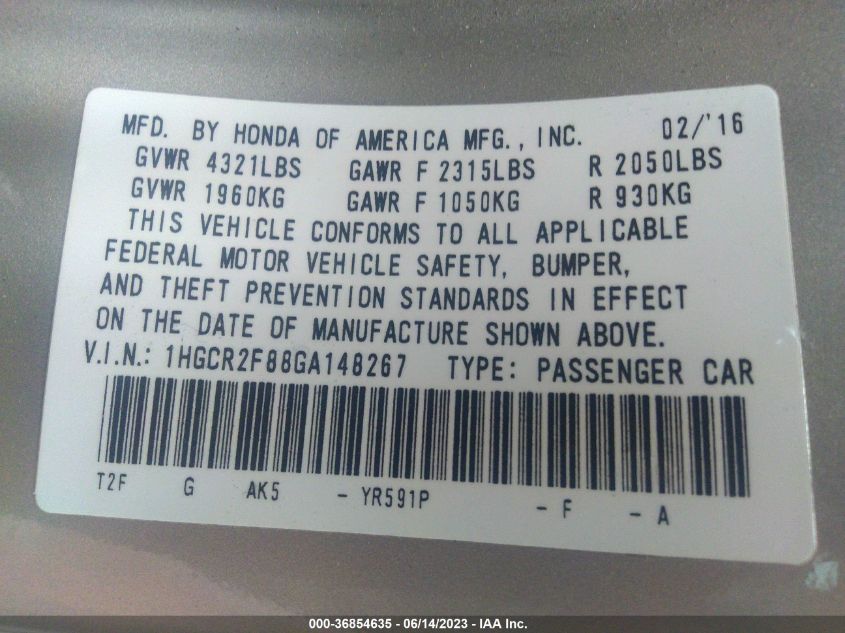 MFD. BY HONDA OF AMERICA MFG., INC. 02/'16
GVWR 4321LBS GAWR F 2315LBS R 2050LBS
GVWR 1960KG GAWR F 1050KG R 930KG
THIS VEHICLE CONFORMS TO ALL APPLICABLE
FEDERAL MOTOR VEHICLE SAFETY, BUMPER,
AND THEFT PREVENTION STANDARDS IN EFFECT
ON THE DATE OF MANUFACTURE SHOWN ABOVE.
V.I.N.: 1HGCR2F88GA148267 TYPE: PASSENGER CAR
T2F G AK5 - YR591P - F - A
000-36854635 - 06/14/2023 - IAA Inc.